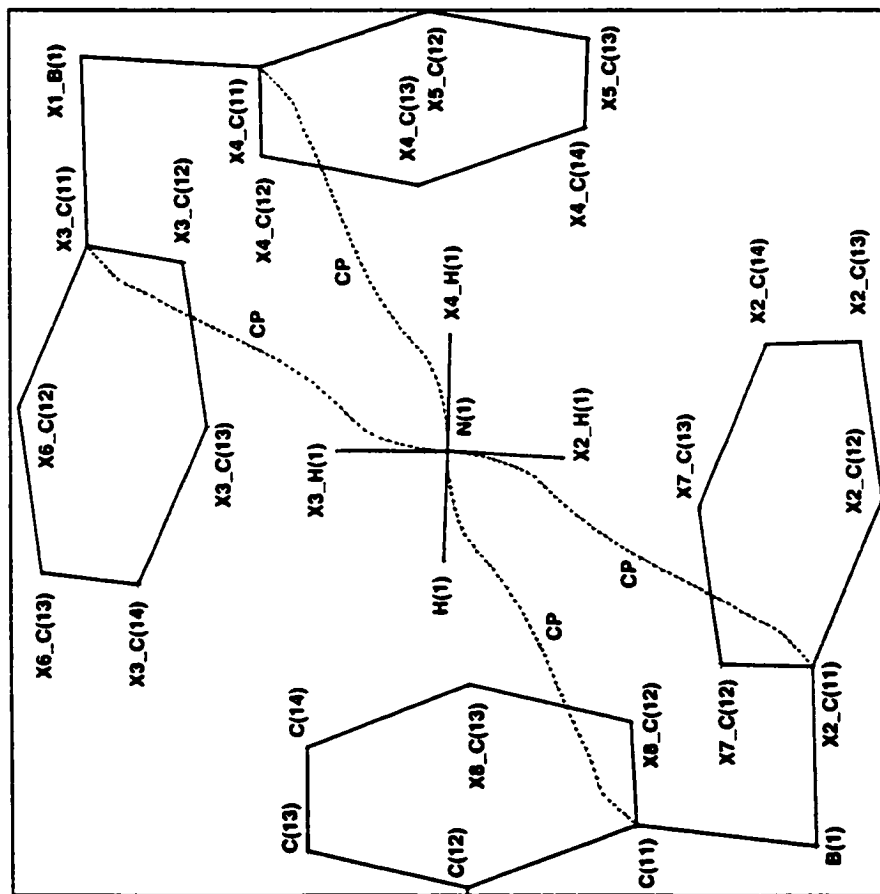 X1_B(1)
X3_C(11)
X3_C(12)
X4_C(11)
X4_C(12)
X4_C(13)
X5_C(12)
X5_C(13)
X4_C(14)
X6_C(12)
X3_C(13)
X6_C(13)
X3_C(14)
CP
CP
X4_H(1)
N(1)
X3_H(1)
X2_H(1)
H(1)
CP
CP
X2_C(14)
X2_C(13)
X7_C(13)
X2_C(12)
X7_C(12)
X2_C(11)
C(14)
X8_C(13)
X8_C(12)
C(13)
C(12)
C(11)
B(1)